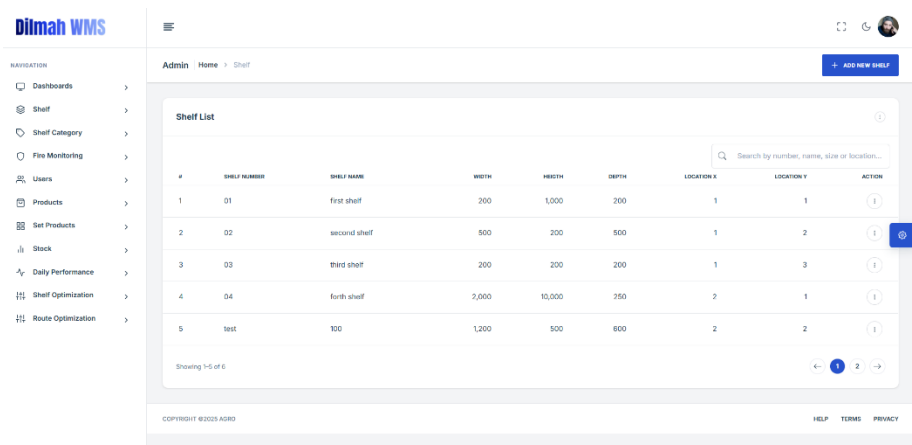 Dilmah WMS
NAVIGATION
Dashboards
Shelf
Shelf Category
Fire Monitoring
Users
Products
Set Products
Stock
Daily Performance
Shelf Optimization
Route Optimization
Admin Home > Shelf
+ ADD NEW SHELF
Shelf List
Search by number, name, size or location...
# SHELF NUMBER SHELF NAME WIDTH HEIGTH DEPTH LOCATION X LOCATION Y ACTION
1 01 first shelf 200 1,000 200 1 1
2 02 second shelf 500 200 500 1 2
3 03 third shelf 200 200 200 1 3
4 04 forth shelf 2,000 10,000 250 2 1
5 test 100 1,200 500 600 2 2
Showing 1-5 of 6
← 1 2 →
COPYRIGHT ©2025 AGRO
HELP TERMS PRIVACY